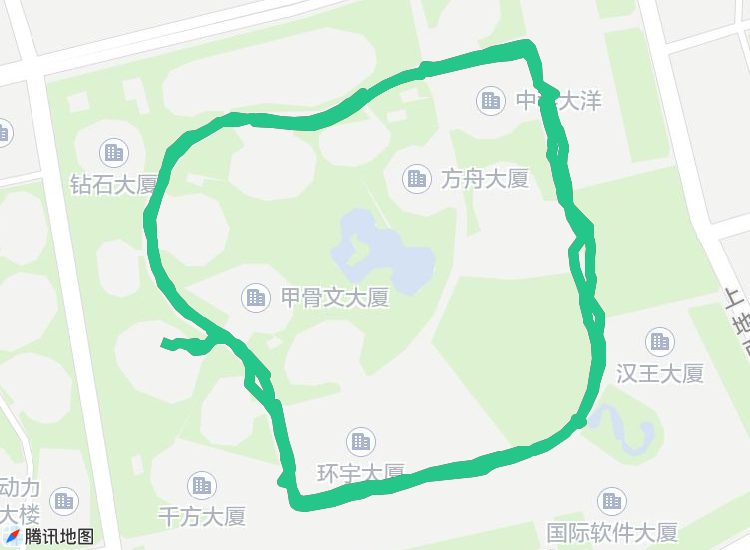 中	大洋
方舟大厦
钻石大厦
甲骨文大厦
上地
汉王大厦
环宇大厦
动力
大楼
千方大厦
国际软件大厦
腾讯地图